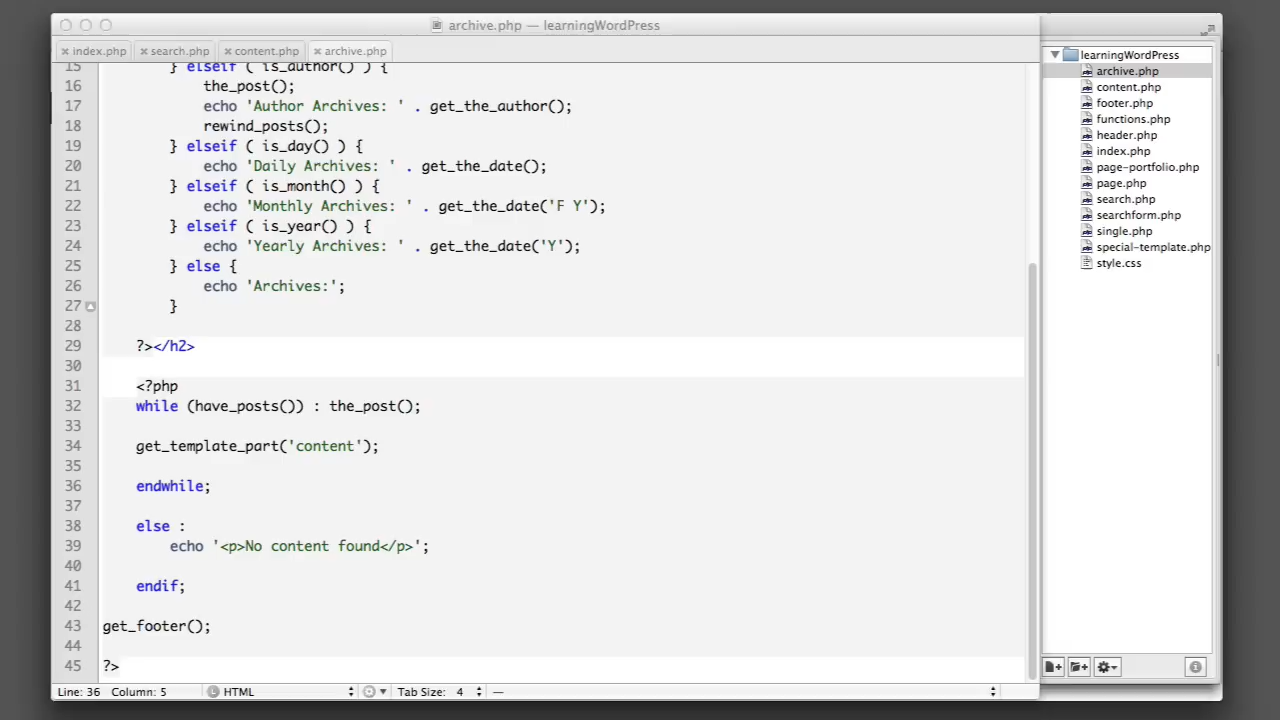 archive.php — learningWordPress
index.php
search.php
content.php
archive.php
15 } elseif ( is_author() ) {
16 the_post();
17 echo 'Author Archives: ' . get_the_author();
18 rewind_posts();
19 } elseif ( is_day() ) {
20 echo 'Daily Archives: ' . get_the_date();
21 } elseif ( is_month() ) {
22 echo 'Monthly Archives: ' . get_the_date('F Y');
23 } elseif ( is_year() ) {
24 echo 'Yearly Archives: ' . get_the_date('Y');
25 } else {
26 echo 'Archives:';
27 }
28
29 ?></h2>
30
31 <?php
32 while (have_posts()) : the_post();
33
34 get_template_part('content');
35
36 endwhile;
37
38 else :
39 echo '<p>No content found</p>';
40
41 endif;
42
43 get_footer();
44
45 ?>
Line: 36 Column: 5
HTML
Tab Size: 4 —
learningWordPress
archive.php
content.php
footer.php
functions.php
header.php
index.php
page-portfolio.php
page.php
search.php
searchform.php
single.php
special-template.php
style.css